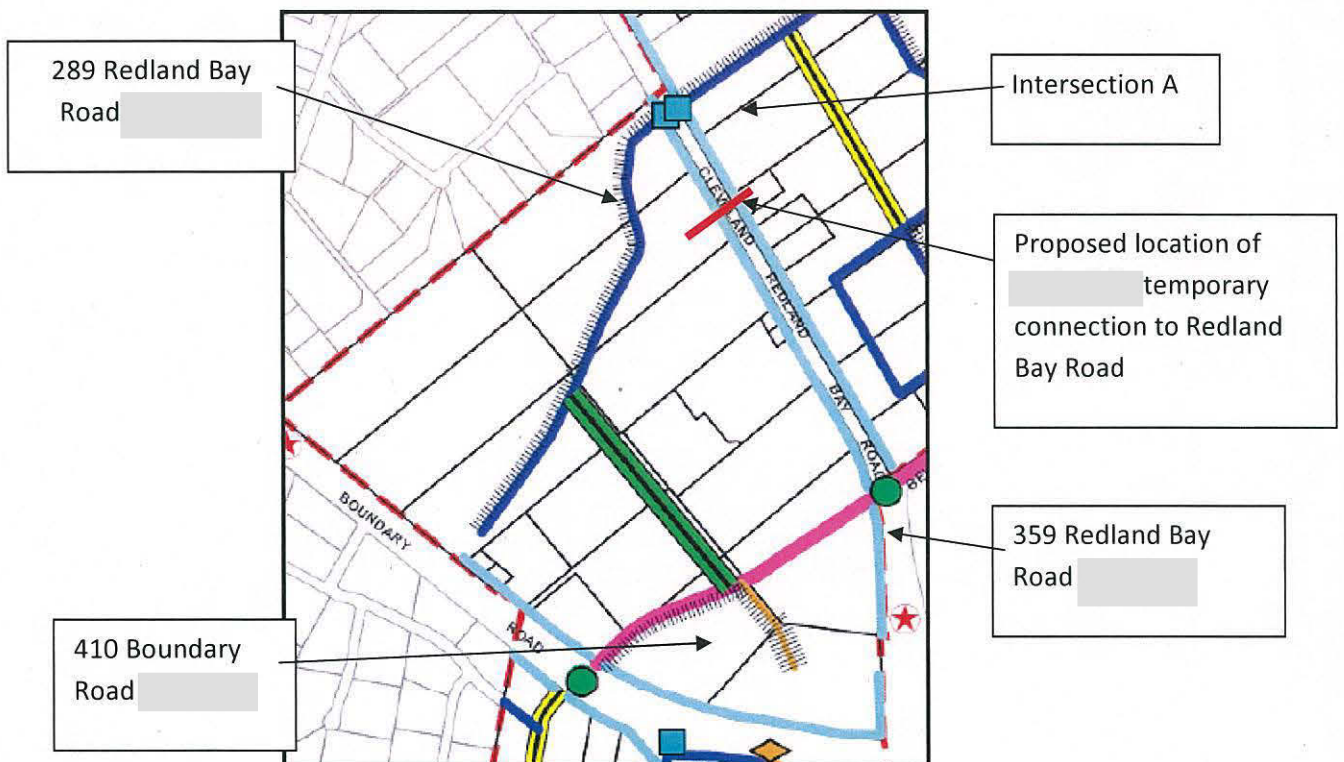 289 Redland Bay
Road
Intersection A
Proposed location of
temporary
connection to Redland
Bay Road
359 Redland Bay
Road
410 Boundary
Road
CLEVELAND REDLAND BAY ROAD
BOUNDARY ROAD